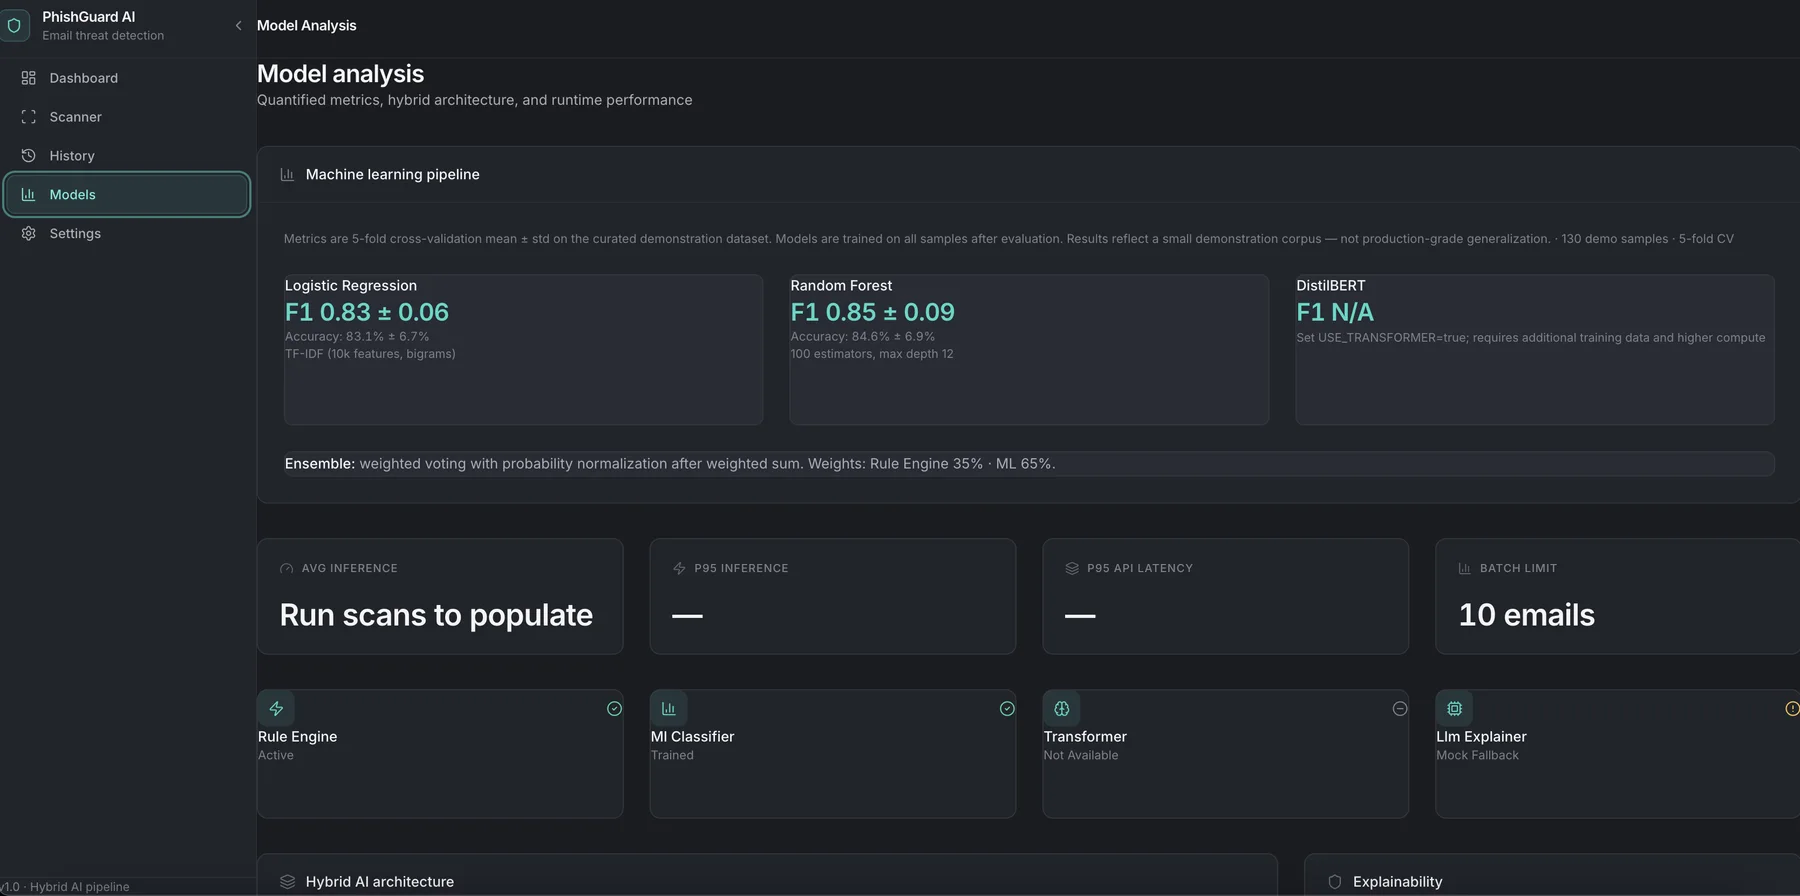 PhishGuard AI
Email threat detection
Model Analysis
Dashboard
Scanner
History
Models
Settings
Model analysis
Quantified metrics, hybrid architecture, and runtime performance
Machine learning pipeline
Metrics are 5-fold cross-validation mean ± std on the curated demonstration dataset. Models are trained on all samples after evaluation. Results reflect a small demonstration corpus — not production-grade generalization. · 130 demo samples · 5-fold CV
Logistic Regression
F1 0.83 ± 0.06
Accuracy: 83.1% ± 6.7%
TF-IDF (10k features, bigrams)
Random Forest
F1 0.85 ± 0.09
Accuracy: 84.6% ± 6.9%
100 estimators, max depth 12
DistilBERT
F1 N/A
Set USE_TRANSFORMER=true; requires additional training data and higher compute
Ensemble: weighted voting with probability normalization after weighted sum. Weights: Rule Engine 35% · ML 65%.
AVG INFERENCE
Run scans to populate
P95 INFERENCE
—
P95 API LATENCY
—
BATCH LIMIT
10 emails
Rule Engine
Active
Ml Classifier
Trained
Transformer
Not Available
Llm Explainer
Mock Fallback
Hybrid AI architecture
Explainability
v1.0 · Hybrid AI pipeline